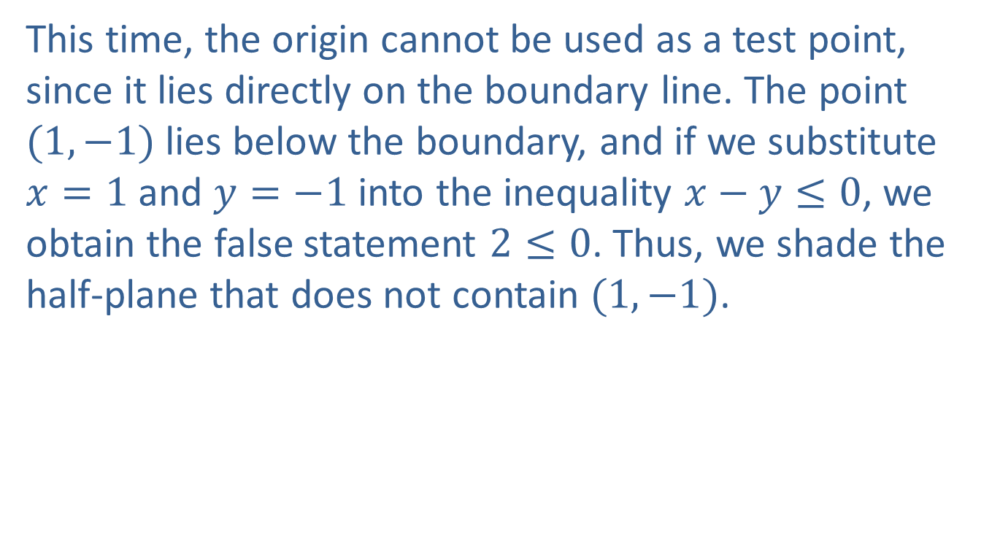 This time, the origin cannot be used as a test point,
since it lies directly on the boundary line. The point
(1, −1) lies below the boundary, and if we substitute
x = 1 and y = −1 into the inequality x − y ≤ 0, we
obtain the false statement 2 ≤ 0. Thus, we shade the
half-plane that does not contain (1, −1).